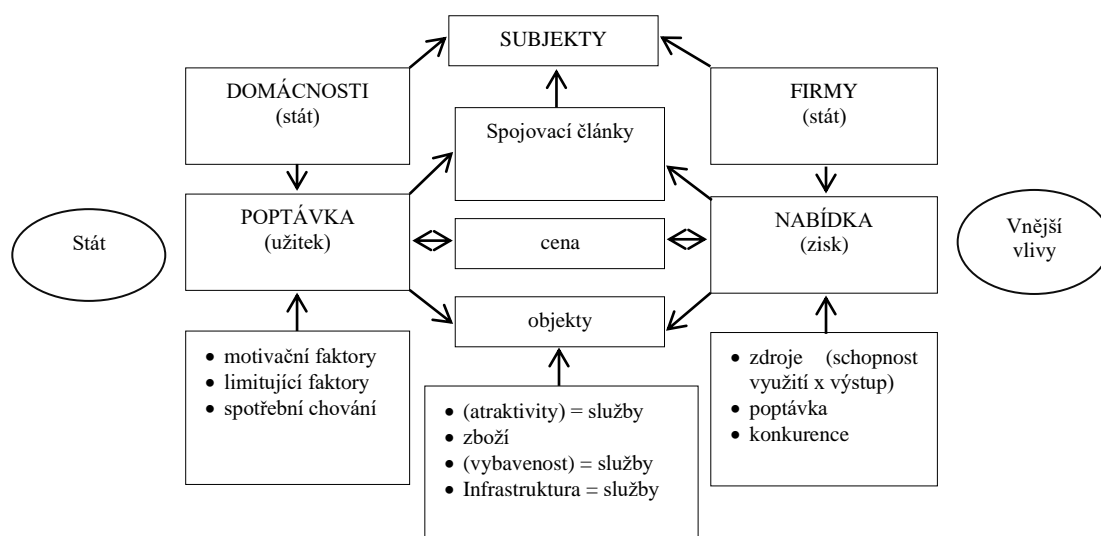 SUBJEKTY
DOMÁCNOSTI
(stát)
FIRMY
(stát)
Spojovací články
Stát
POPTÁVKA
(užitek)
cena
NABÍDKA
(zisk)
Vnější
vlivy
objekty
• motivační faktory
• limitující faktory
• spotřební chování
• (atraktivity) = služby
• zboží
• (vybavenost) = služby
• Infrastruktura = služby
• zdroje (schopnost
využití x výstup)
• poptávka
• konkurence